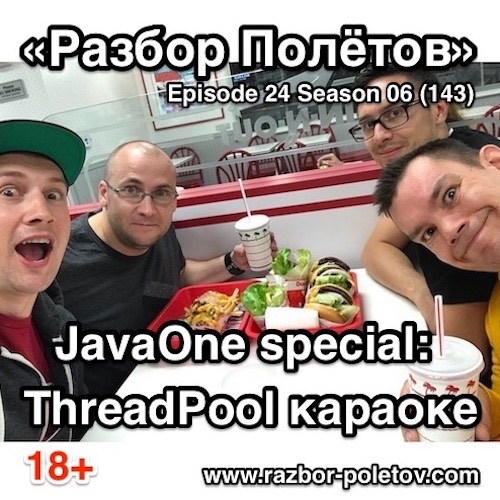 «Разбор Полётов»
Episode 24 Season 06 (143)
JavaOne special:
ThreadPool караоке
18+
www.razbor-poletov.com